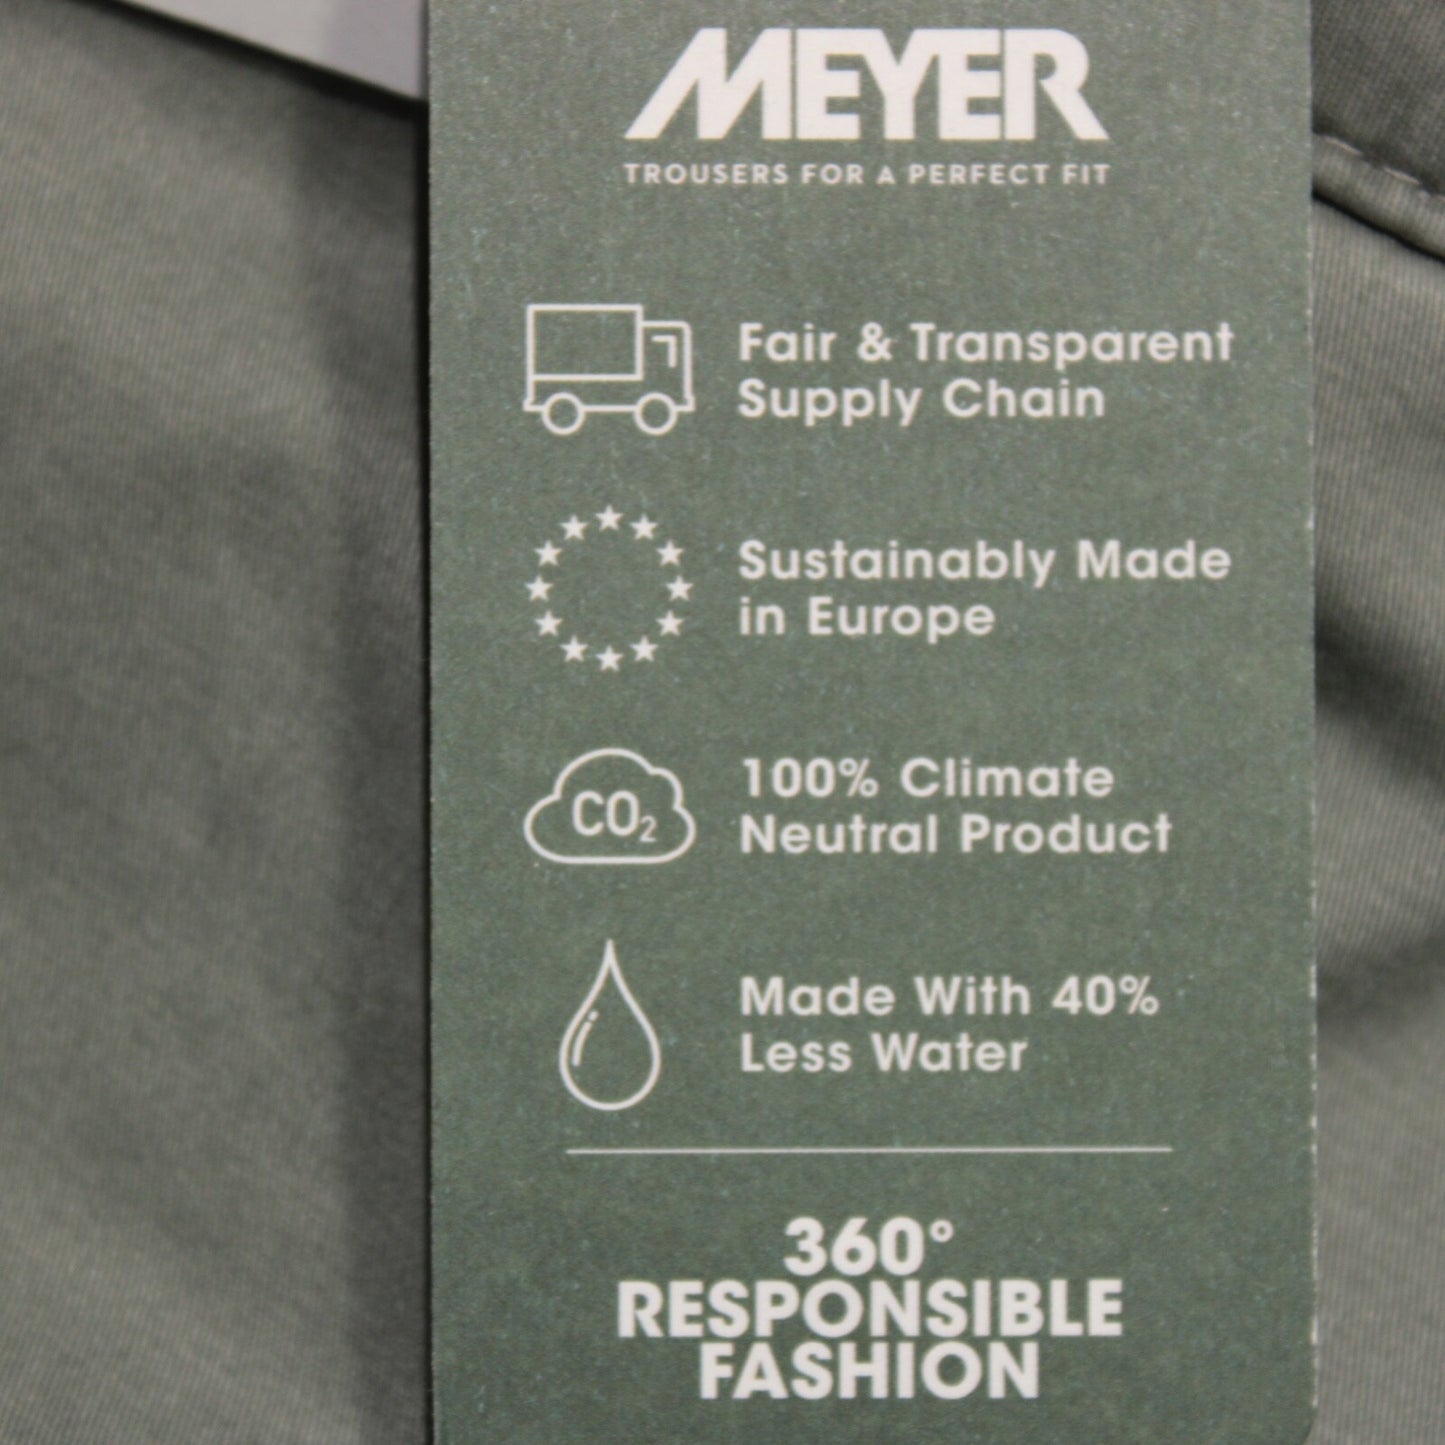 MEYER
TROUSERS FOR A PERFECT FIT
Fair & Transparent
Supply Chain
Sustainably Made
in Europe
CO₂
100% Climate
Neutral Product
Made With 40%
Less Water
360°
RESPONSIBLE
FASHION